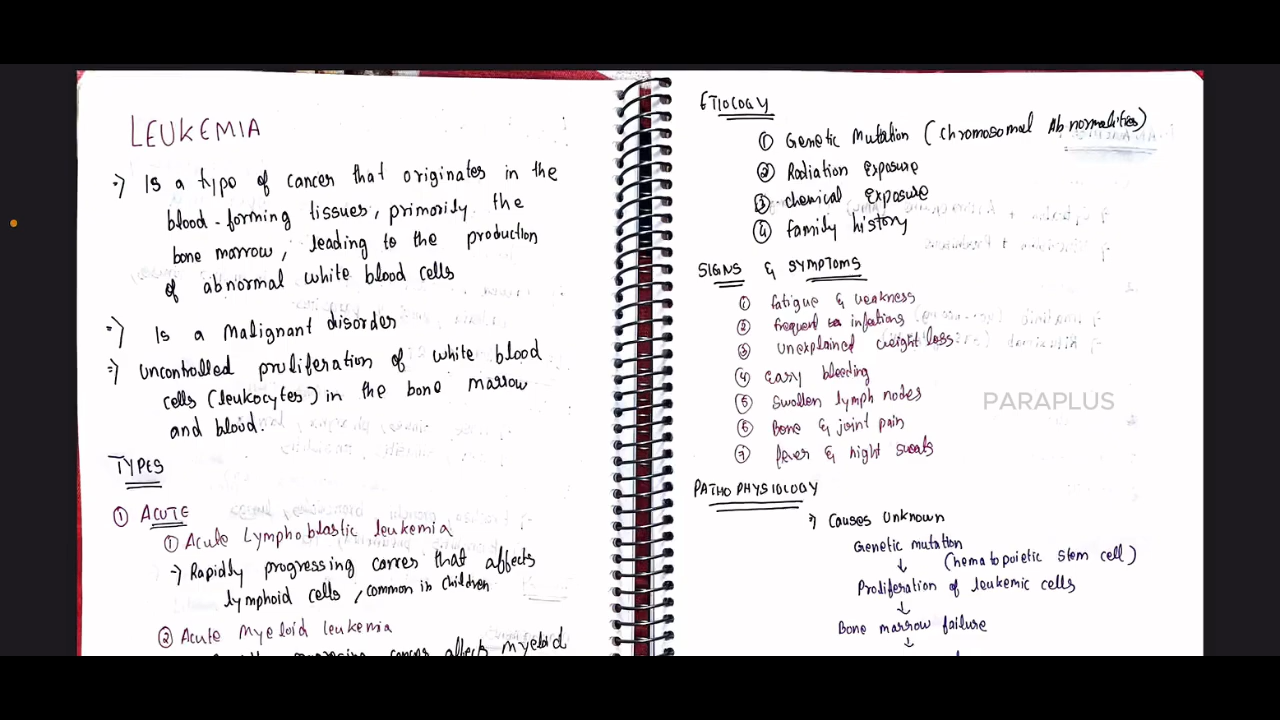 LEUKEMIA
=) Is a type of cancer that originates in the
blood-forming tissues, primarily the
bone marrow, leading to the production
of abnormal white blood cells
=) Is a Malignant disorder
=) Uncontrolled proliferation of white blood
cells (leukocytes) in the bone marrow
and blood.
TYPES
① ACUTE
① Acute Lymphoblastic leukemia
=) Rapidly progressing cancer that affects
lymphoid cells, common in children
② Acute Myeloid leukemia
cancer affects myeloid
ETIOLOGY
① Genetic Mutation (chromosomal Abnormalities)
② Radiation Exposure
③ chemical Exposure
④ family history
SIGNS & SYMPTOMS
① fatigue & weakness
② frequent infections
③ unexplained weight loss
④ Easy bleeding
⑤ Swollen lymph nodes
⑥ Bone & joint pain
⑦ fever & night sweats
PARAPLUS
PATHOPHYSIOLOGY
=) Causes Unknown
Genetic mutation
↓ (hematopoietic stem cell)
Proliferation of leukemic cells
↓
Bone marrow failure
↓